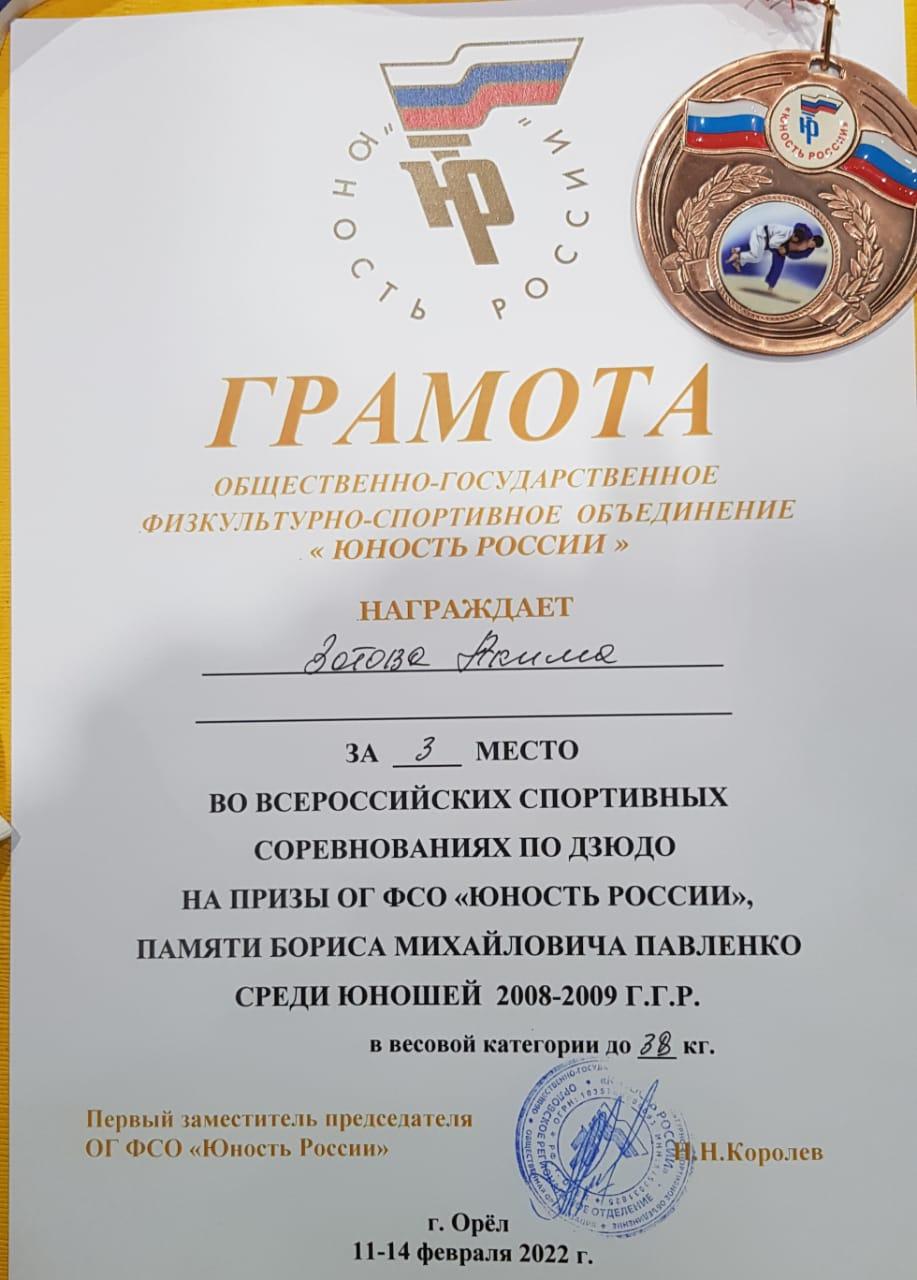 "ЮНОСТЬ РОССИИ"
ЮР
"ЮНОСТЬ РОССИИ"
ЮР
ГРАМОТА
ОБЩЕСТВЕННО-ГОСУДАРСТВЕННОЕ
ФИЗКУЛЬТУРНО-СПОРТИВНОЕ ОБЪЕДИНЕНИЕ
« ЮНОСТЬ РОССИИ »
НАГРАЖДАЕТ
Зотова Акима
ЗА 3 МЕСТО
ВО ВСЕРОССИЙСКИХ СПОРТИВНЫХ
СОРЕВНОВАНИЯХ ПО ДЗЮДО
НА ПРИЗЫ ОГ ФСО «ЮНОСТЬ РОССИИ»,
ПАМЯТИ БОРИСА МИХАЙЛОВИЧА ПАВЛЕНКО
СРЕДИ ЮНОШЕЙ 2008-2009 Г.Г.Р.
в весовой категории до 38 кг.
Первый заместитель председателя
ОГ ФСО «Юность России»
Н.Н.Королев
г. Орёл
11-14 февраля 2022 г.